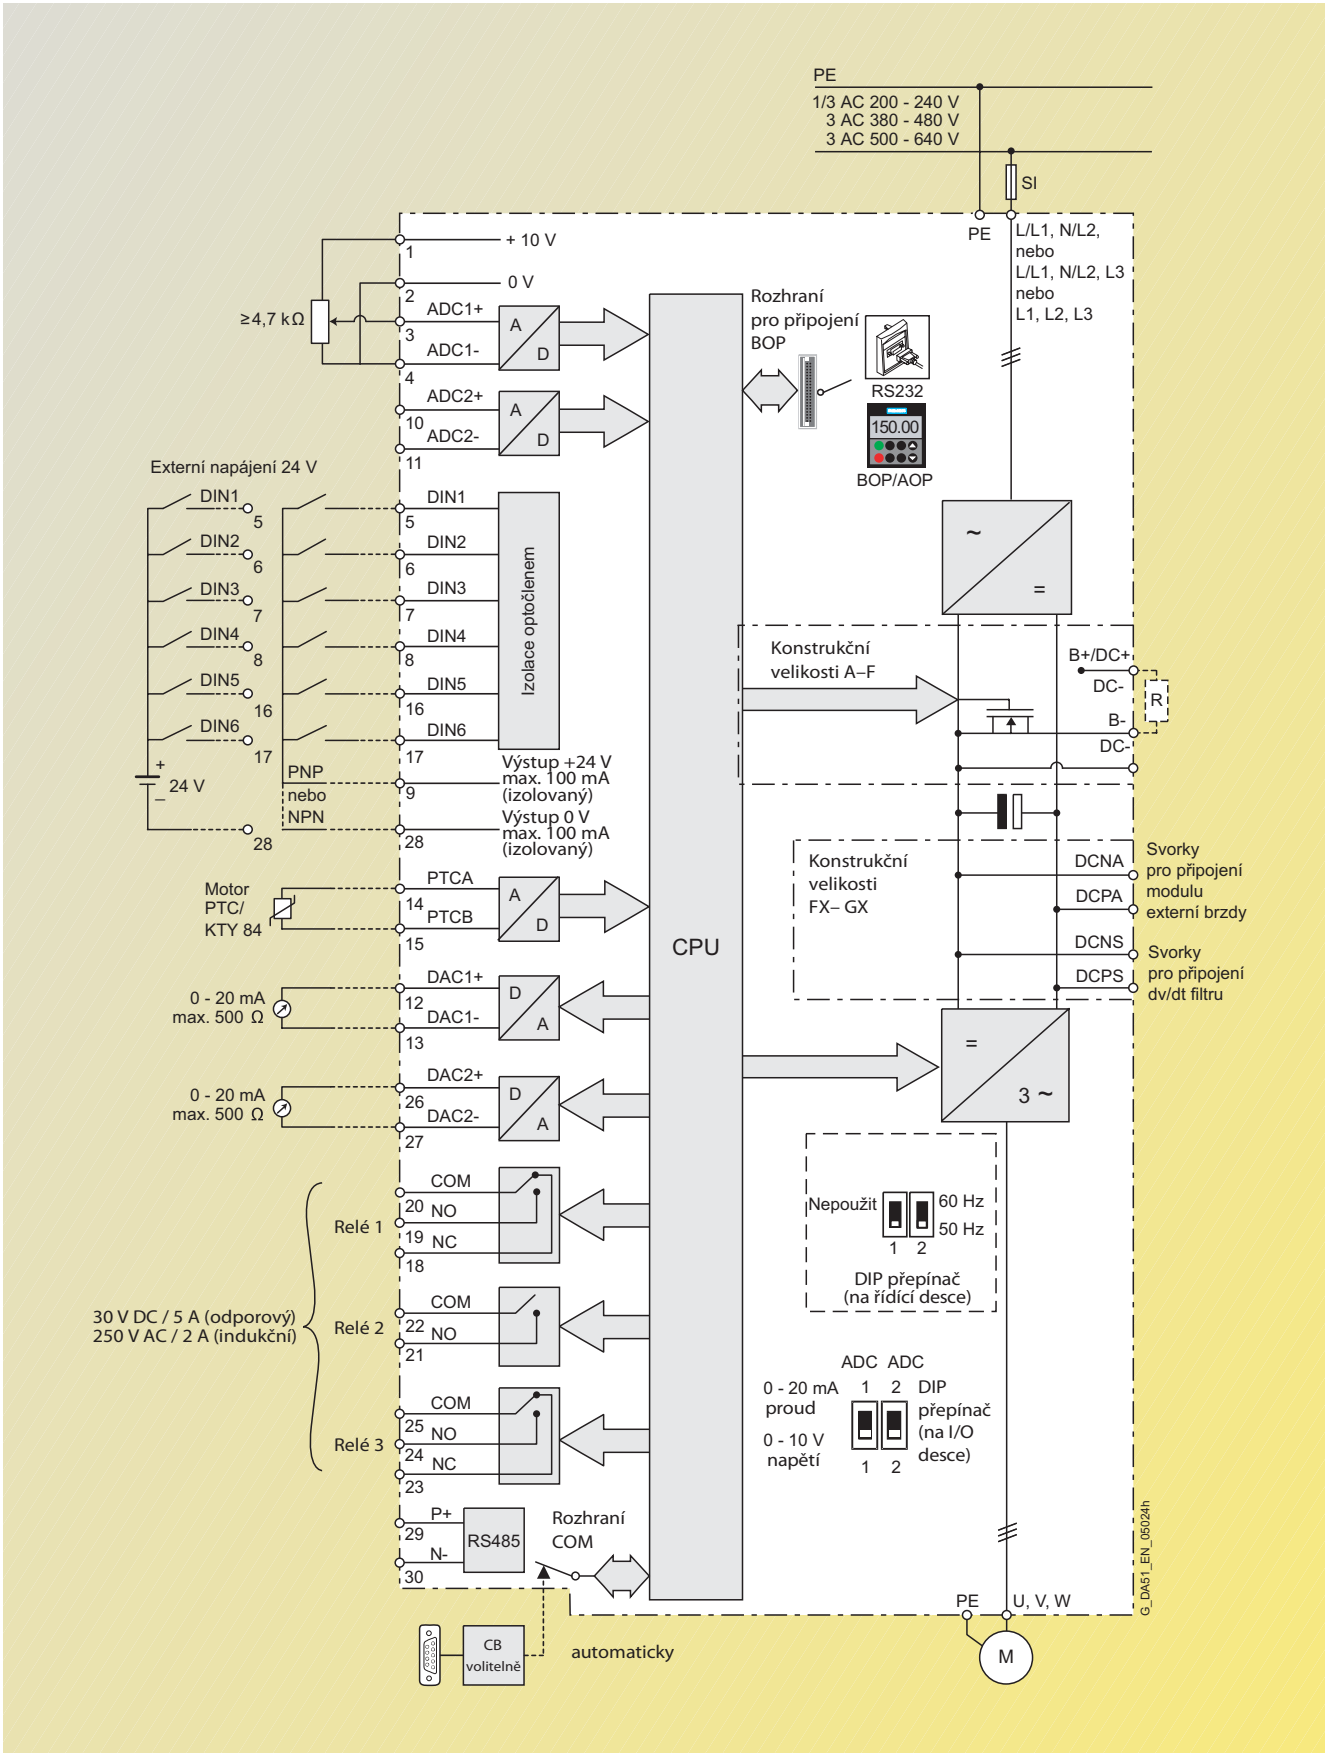 PE
1/3 AC 200 - 240 V
3 AC 380 - 480 V
3 AC 500 - 640 V
SI
PE
L/L1, N/L2,
nebo
L/L1, N/L2, L3
nebo
L1, L2, L3
1
+ 10 V
2
0 V
≥4,7 kΩ
ADC1+
3
ADC1-
4
A
D
ADC2+
10
ADC2-
11
A
D
Rozhraní
pro připojení
BOP
RS232
150.00
BOP/AOP
Externí napájení 24 V
DIN1
5
DIN2
6
DIN3
7
DIN4
8
DIN5
16
DIN6
17
+
24 V
–
28
DIN1
5
DIN2
6
DIN3
7
DIN4
8
DIN5
16
DIN6
17
Izolace optočlenem
PNP
nebo
NPN
9
Výstup +24 V
max. 100 mA
(izolovaný)
28
Výstup 0 V
max. 100 mA
(izolovaný)
~
=
Konstrukční
velikosti A–F
B+/DC+
DC-
R
B-
DC-
Konstrukční
velikosti
FX– GX
DCNA
DCPA
DCNS
DCPS
Svorky
pro připojení
modulu
externí brzdy
Svorky
pro připojení
dv/dt filtru
Motor
PTC/
KTY 84
PTCA
14
PTCB
15
A
D
CPU
0 - 20 mA
max. 500 Ω
DAC1+
12
DAC1-
13
D
A
0 - 20 mA
max. 500 Ω
DAC2+
26
DAC2-
27
D
A
=
3 ~
Nepoužit
60 Hz
50 Hz
1 2
DIP přepínač
(na řídící desce)
30 V DC / 5 A (odporový)
250 V AC / 2 A (indukční)
Relé 1
COM
20
NO
19
NC
18
Relé 2
COM
22
NO
21
Relé 3
COM
25
NO
24
NC
23
ADC ADC
0 - 20 mA
proud
1 2
0 - 10 V
napětí
1 2
DIP
přepínač
(na I/O
desce)
P+
29
N-
30
RS485
Rozhraní
COM
CB
volitelně
automaticky
PE
U, V, W
M
G_DA51_EN_05024h